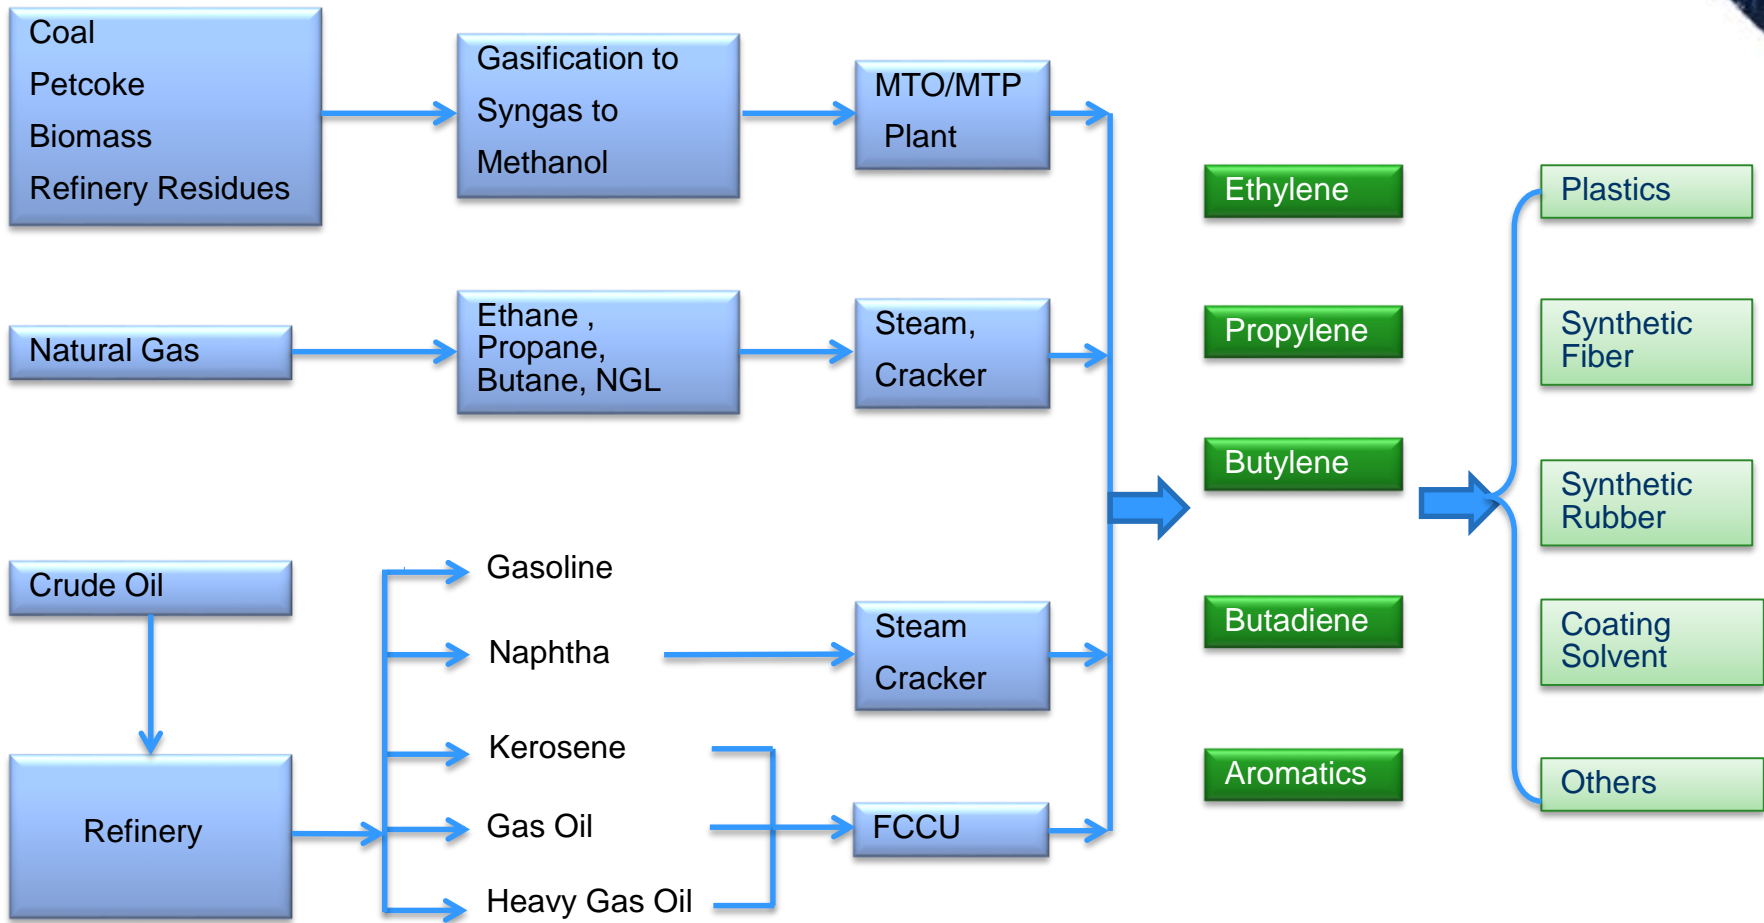 Coal
Petcoke
Biomass
Refinery Residues
Gasification to
Syngas to
Methanol
MTO/MTP
Plant
Natural Gas
Ethane ,
Propane,
Butane, NGL
Steam,
Cracker
Crude Oil
Refinery
Gasoline
Naphtha
Kerosene
Gas Oil
Heavy Gas Oil
Steam
Cracker
FCCU
Ethylene
Propylene
Butylene
Butadiene
Aromatics
Plastics
Synthetic
Fiber
Synthetic
Rubber
Coating
Solvent
Others